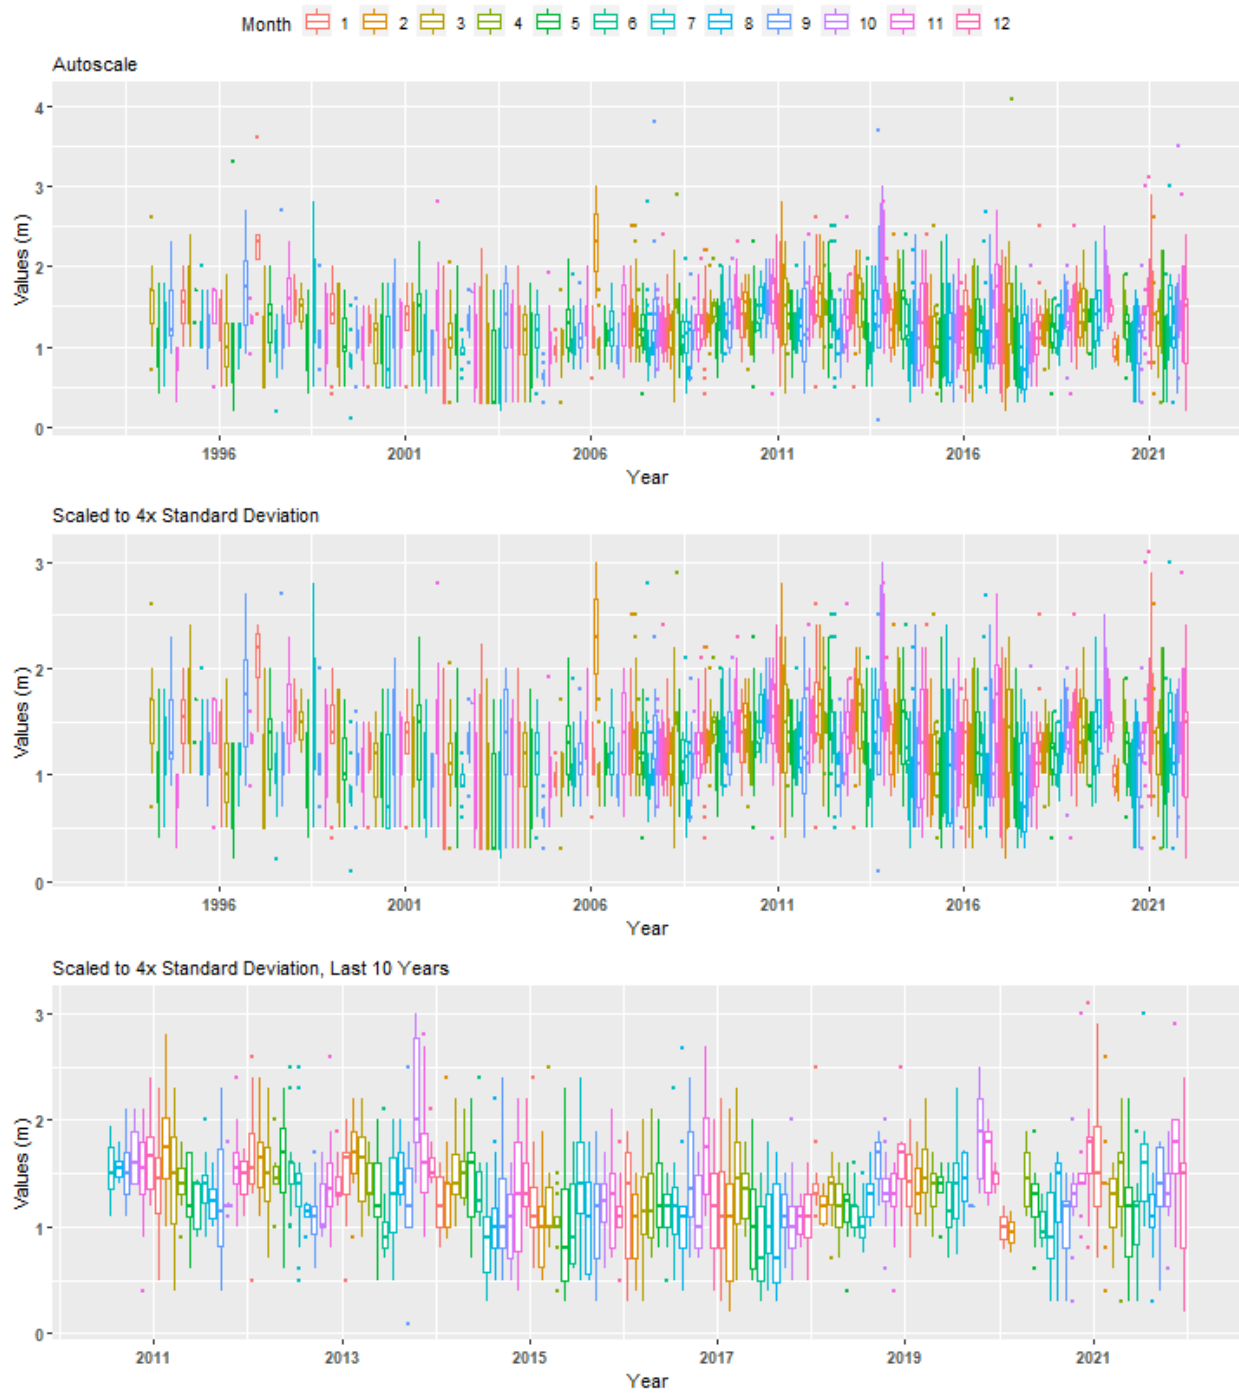 Month 1 2 3 4 5 6 7 8 9 10 11 12
Autoscale
4
3
2
1
0
Values (m)
1996 2001 2006 2011 2016 2021
Year
Scaled to 4x Standard Deviation
3
2
1
0
Values (m)
1996 2001 2006 2011 2016 2021
Year
Scaled to 4x Standard Deviation, Last 10 Years
3
2
1
0
Values (m)
2011 2013 2015 2017 2019 2021
Year